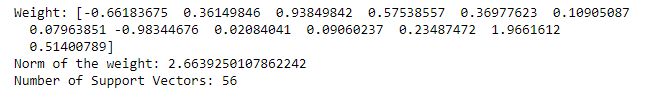 Weight: [-0.66183675  0.36149846  0.93849842  0.57538557  0.36977623  0.10905087
  0.07963851 -0.98344676  0.02084041  0.09060237  0.23487472  1.9661612
  0.51400789]
Norm of the weight: 2.6639250107862242
Number of Support Vectors: 56